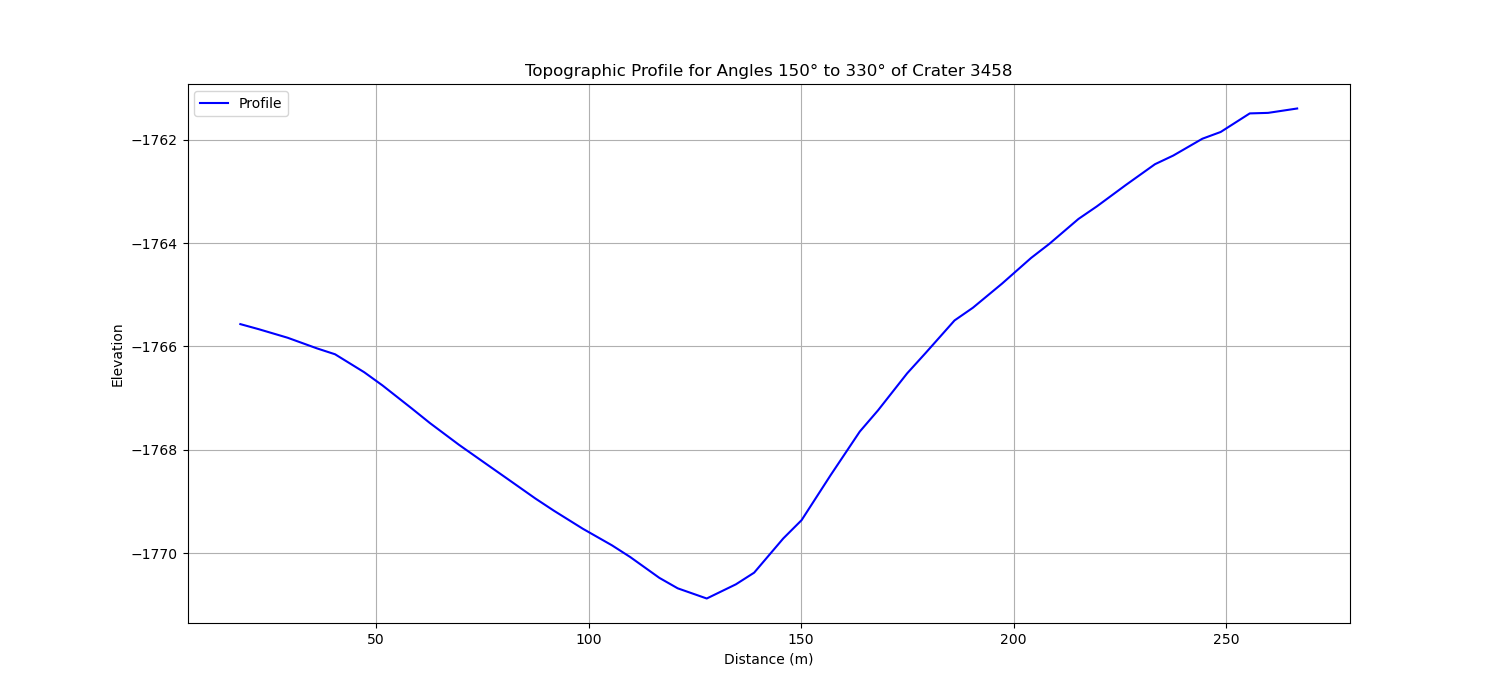 Topographic Profile for Angles 150° to 330° of Crater 3458
Profile
−1762
−1764
−1766
−1768
−1770
Elevation
50
100
150
200
250
Distance (m)